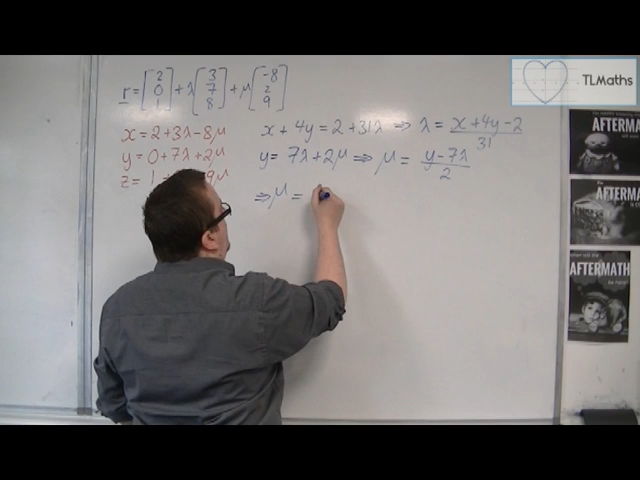 r = [2 0 1] + λ [3 7 8] + μ [-8 2 9]
x = 2+3λ-8μ
y = 0+7λ+2μ
z = 1 9μ
x + 4y = 2 + 31λ ⇒ λ = x + 4y - 2 / 31
y = 7λ + 2μ ⇒ μ = y - 7λ / 2
⇒ μ =
TLMaths
AFTERMATH
AFTERMATH
AFTERMATH